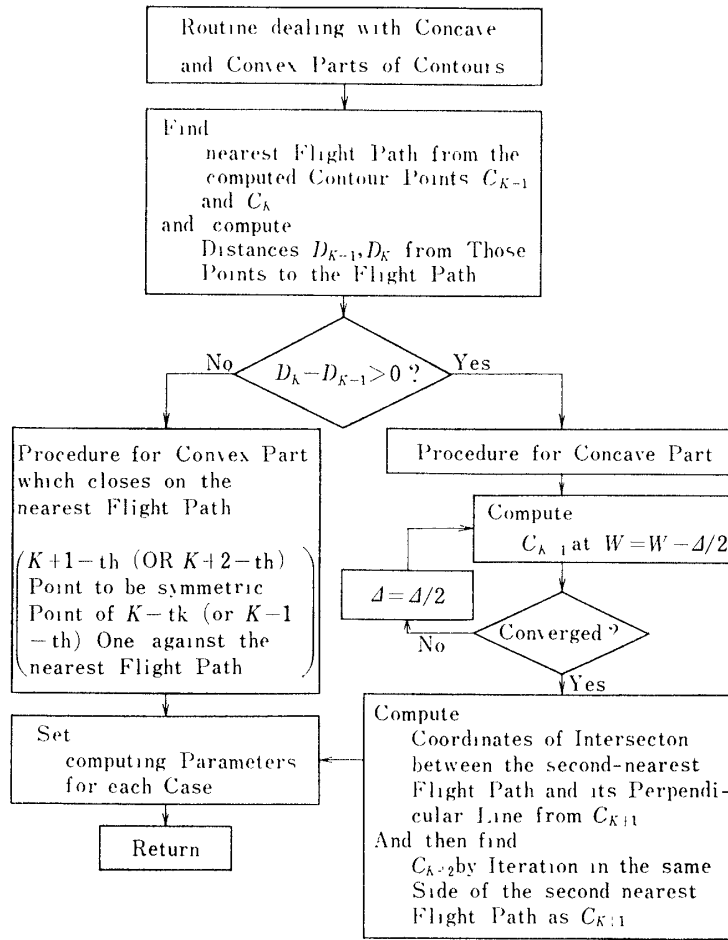 Routine dealing with Concave
and Convex Parts of Contours
Find
nearest Flight Path from the
computed Contour Points C_{K-1}
and C_K
and compute
Distances D_{K-1}, D_K from Those
Points to the Flight Path
No
D_K - D_{K-1} > 0 ?
Yes
Procedure for Convex Part
which closes on the
nearest Flight Path
(K+1-th (OR K+2-th)
Point to be symmetric
Point of K-tk (or K-1
-th) One against the
nearest Flight Path)
Procedure for Concave Part
Compute
C_{K+1} at W=W-Δ/2
Δ=Δ/2
No
Converged ?
Yes
Compute
Coordinates of Intersecton
between the second-nearest
Flight Path and its Perpendi-
cular Line from C_{K+1}
And then find
C_{K+2} by Iteration in the same
Side of the second nearest
Flight Path as C_{K+1}
Set
computing Parameters
for each Case
Return